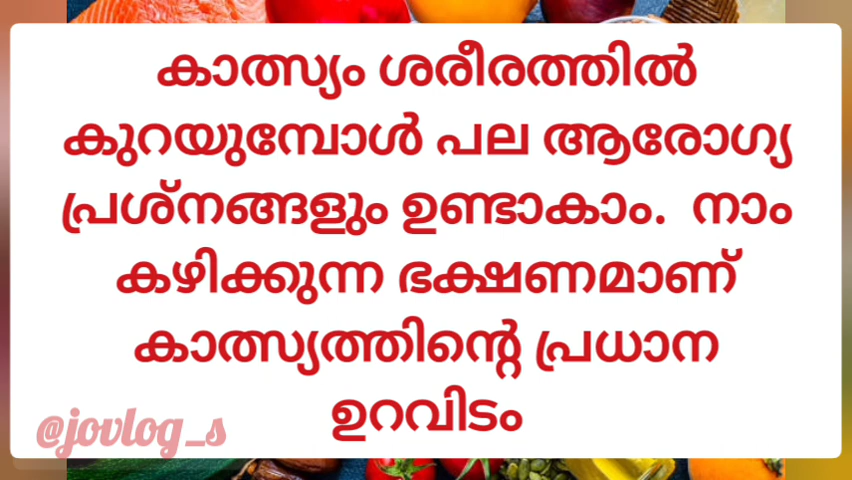 കാത്സ്യം ശരീരത്തിൽ
കുറയുമ്പോൾ പല ആരോഗ്യ
പ്രശ്നങ്ങളും ഉണ്ടാകാം. നാം
കഴിക്കുന്ന ഭക്ഷണമാണ്
കാത്സ്യത്തിന്റെ പ്രധാന
ഉറവിടം
@jovlog_s